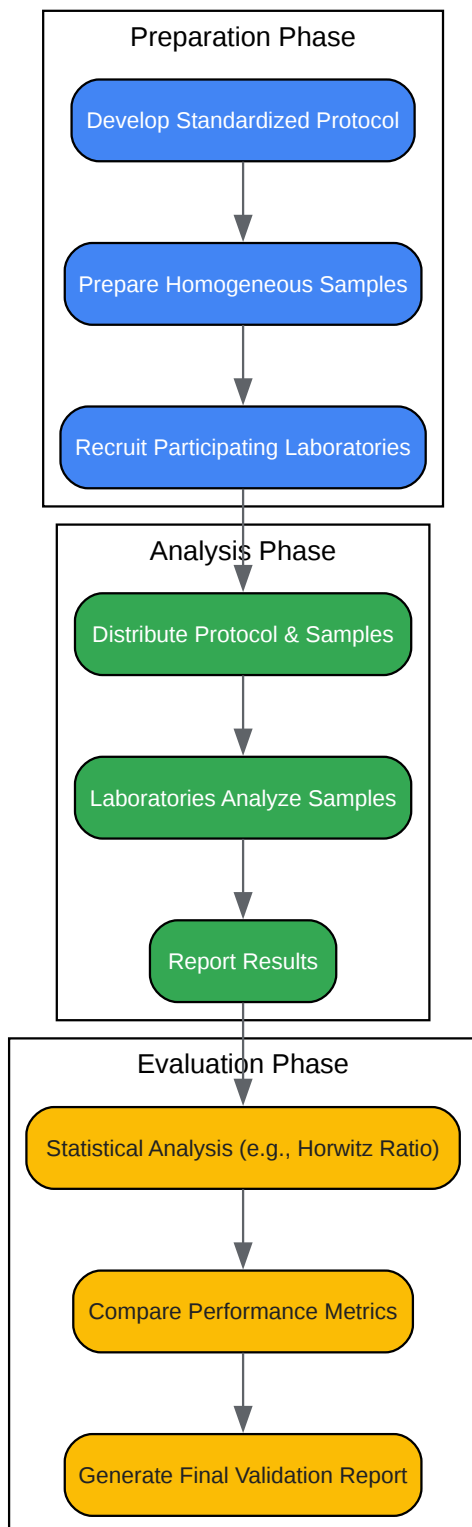 Preparation Phase
Develop Standardized Protocol
Prepare Homogeneous Samples
Recruit Participating Laboratories
Analysis Phase
Distribute Protocol & Samples
Laboratories Analyze Samples
Report Results
Evaluation Phase
Statistical Analysis (e.g., Horwitz Ratio)
Compare Performance Metrics
Generate Final Validation Report